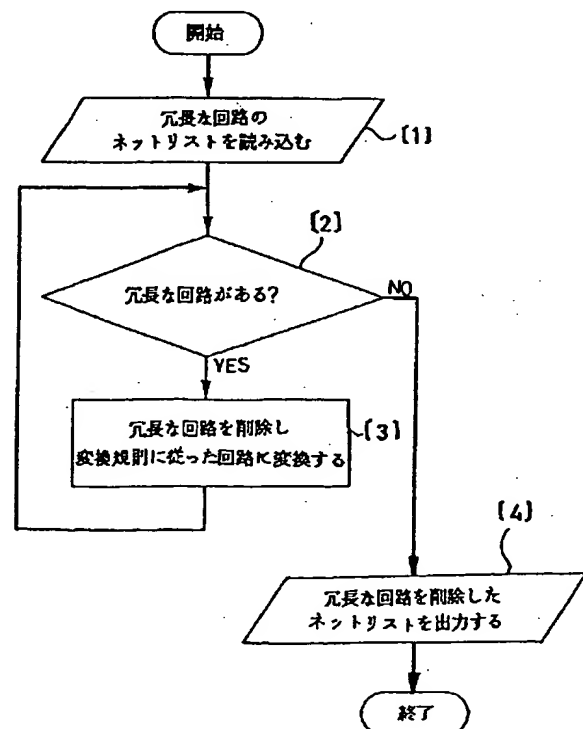 開始
冗長な回路の
ネットリストを読み込む
[1]
[2]
冗長な回路がある?
NO
YES
冗長な回路を削除し
変換規則に従った回路に変換する
[3]
[4]
冗長な回路を削除した
ネットリストを出力する
終了